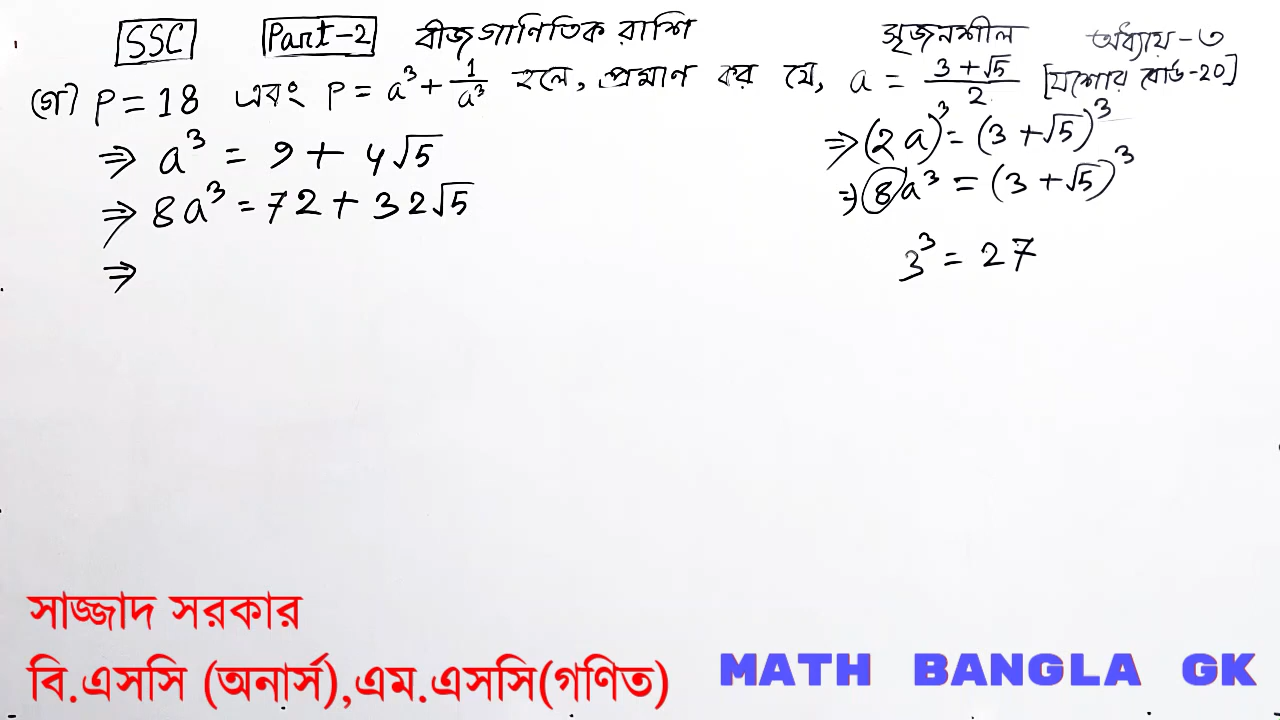 SSC Part-2 বীজগাণিতিক রাশি সৃজনশীল অধ্যায়-৩
(গ) P = 18 এবং P = a³ + 1/a³ হলে, প্রমাণ কর যে, a = (3+√5)/2 [যশোর বোর্ড-20]
⇒ a³ = 9 + 4√5
⇒ 8a³ = 72 + 32√5
⇒
⇒ (2a)³ = (3+√5)³
⇒ 8a³ = (3+√5)³
3³ = 27
সাজ্জাদ সরকার
বি.এসসি (অনার্স),এম.এসসি(গণিত)
MATH BANGLA GK